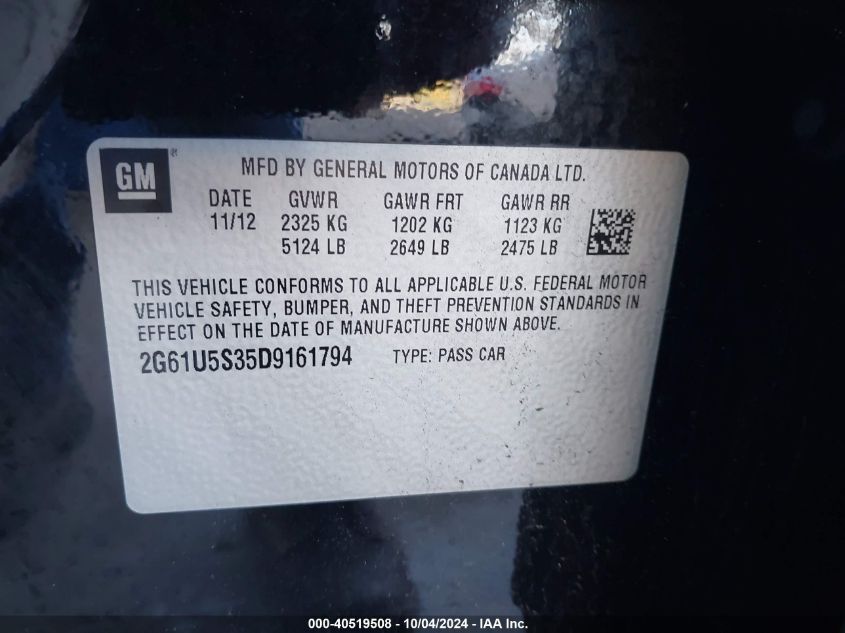 GM ®
MFD BY GENERAL MOTORS OF CANADA LTD.
DATE GVWR GAWR FRT GAWR RR
11/12 2325 KG 1202 KG 1123 KG
5124 LB 2649 LB 2475 LB
THIS VEHICLE CONFORMS TO ALL APPLICABLE U.S. FEDERAL MOTOR
VEHICLE SAFETY, BUMPER, AND THEFT PREVENTION STANDARDS IN
EFFECT ON THE DATE OF MANUFACTURE SHOWN ABOVE.
2G61U5S35D9161794 TYPE: PASS CAR
000-40519508 - 10/04/2024 - IAA Inc.